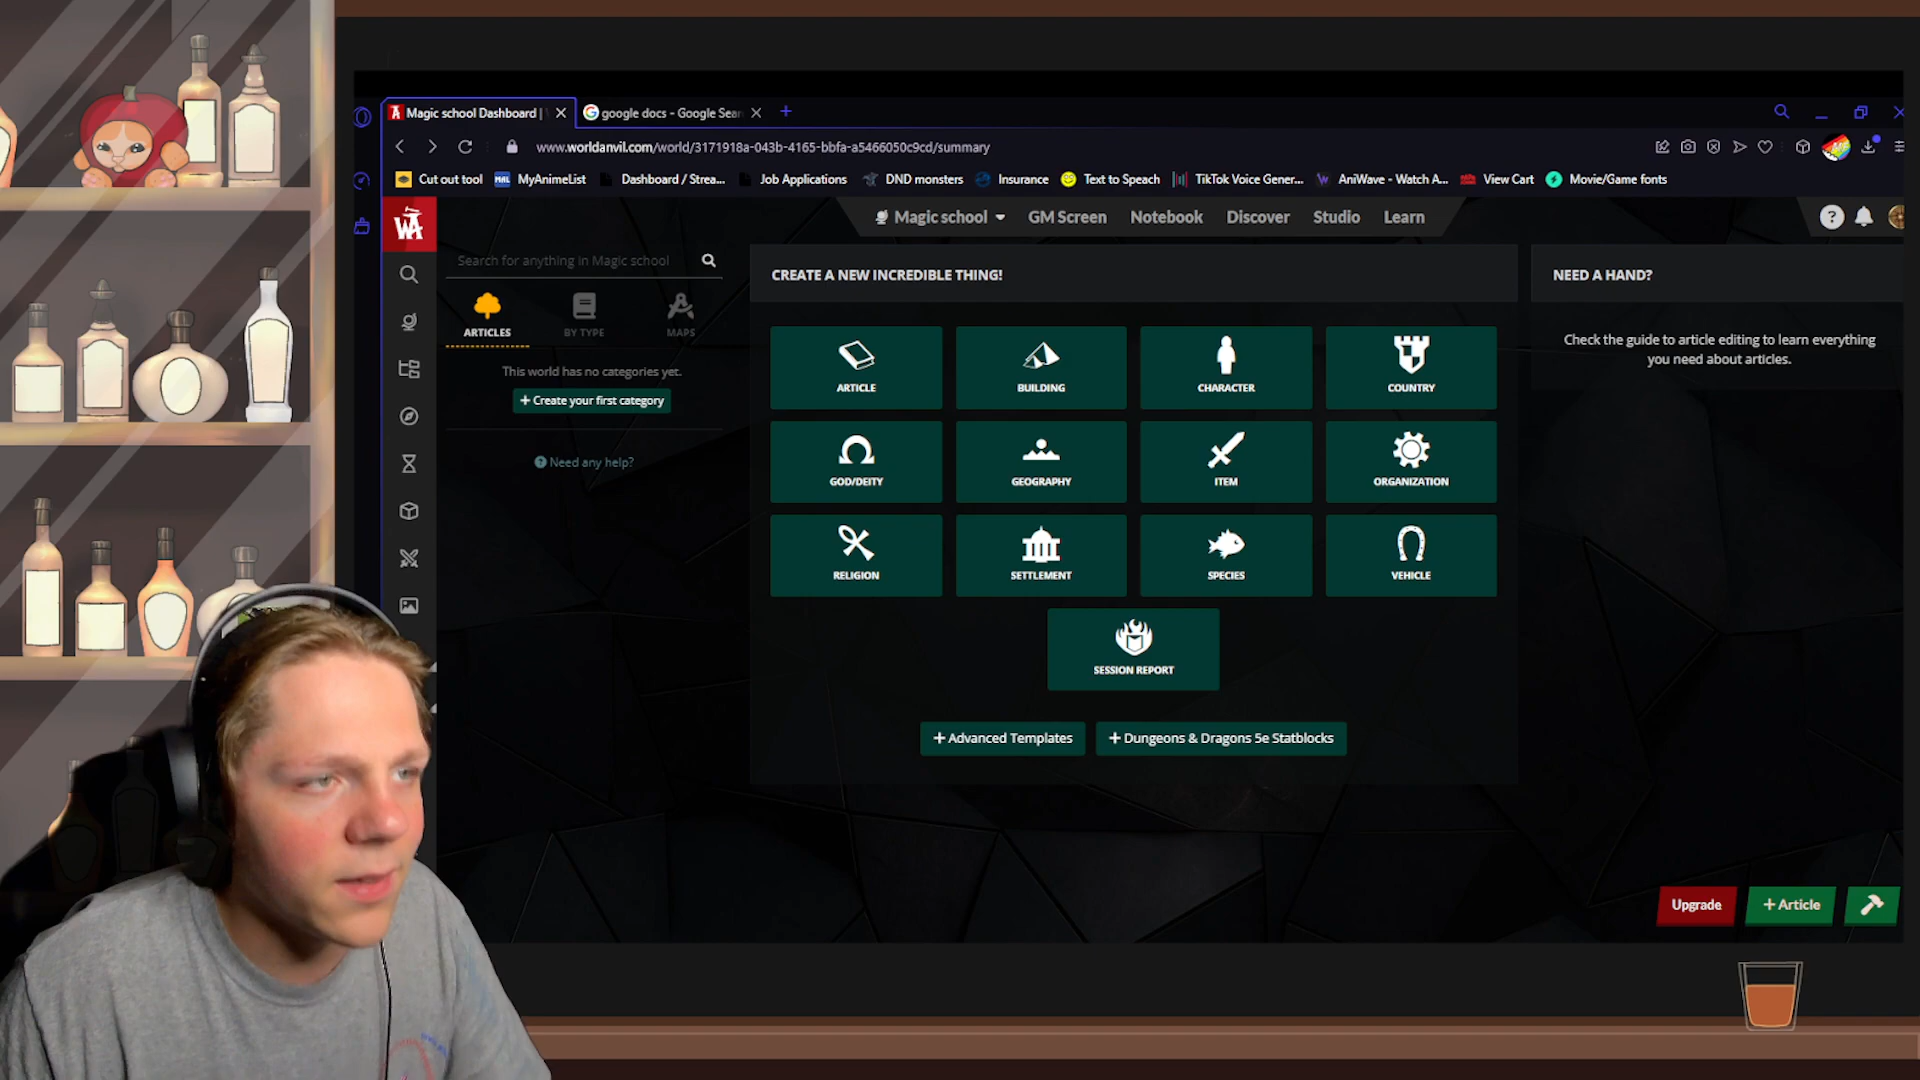 Magic school Dashboard |
google docs - Google Sear
www.worldanvil.com/world/3171918a-043b-4165-bbfa-a5466050c9cd/summary
Cut out tool
MAL MyAnimeList
Dashboard / Strea...
Job Applications
DND monsters
Insurance
Text to Speach
TikTok Voice Gener...
AniWave - Watch A...
View Cart
Movie/Game fonts
WA
Magic school
GM Screen
Notebook
Discover
Studio
Learn
Search for anything in Magic school
ARTICLES
BY TYPE
MAPS
This world has no categories yet.
+ Create your first category
Need any help?
CREATE A NEW INCREDIBLE THING!
ARTICLE
BUILDING
CHARACTER
COUNTRY
GOD/DEITY
GEOGRAPHY
ITEM
ORGANIZATION
RELIGION
SETTLEMENT
SPECIES
VEHICLE
SESSION REPORT
+ Advanced Templates
+ Dungeons & Dragons 5e Statblocks
NEED A HAND?
Check the guide to article editing to learn everything
you need about articles.
Upgrade
+ Article